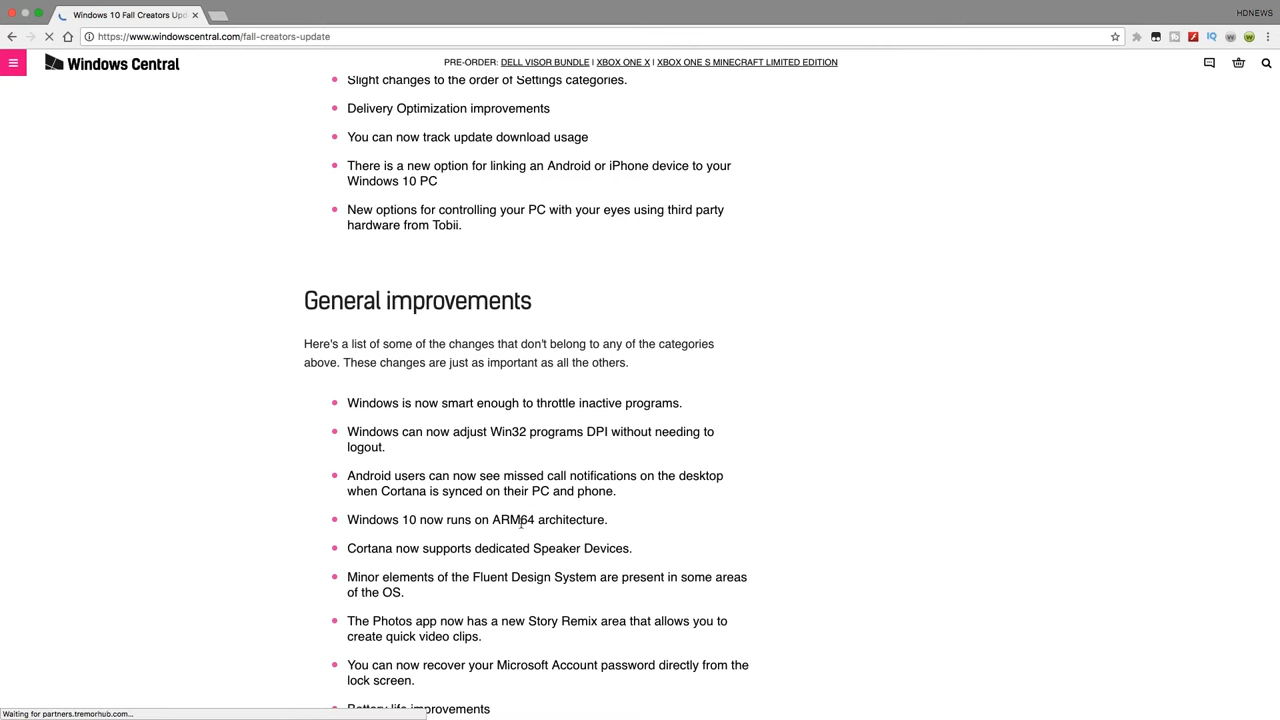 Windows 10 Fall Creators Upd
HDNEWS
https://www.windowscentral.com/fall-creators-update
Windows Central
PRE-ORDER: DELL VISOR BUNDLE | XBOX ONE X | XBOX ONE S MINECRAFT LIMITED EDITION
Slight changes to the order of Settings categories.
Delivery Optimization improvements
You can now track update download usage
There is a new option for linking an Android or iPhone device to your
Windows 10 PC
New options for controlling your PC with your eyes using third party
hardware from Tobii.
General improvements
Here's a list of some of the changes that don't belong to any of the categories
above. These changes are just as important as all the others.
Windows is now smart enough to throttle inactive programs.
Windows can now adjust Win32 programs DPI without needing to
logout.
Android users can now see missed call notifications on the desktop
when Cortana is synced on their PC and phone.
Windows 10 now runs on ARM64 architecture.
Cortana now supports dedicated Speaker Devices.
Minor elements of the Fluent Design System are present in some areas
of the OS.
The Photos app now has a new Story Remix area that allows you to
create quick video clips.
You can now recover your Microsoft Account password directly from the
lock screen.
Battery life improvements
Waiting for partners.tremorhub.com...